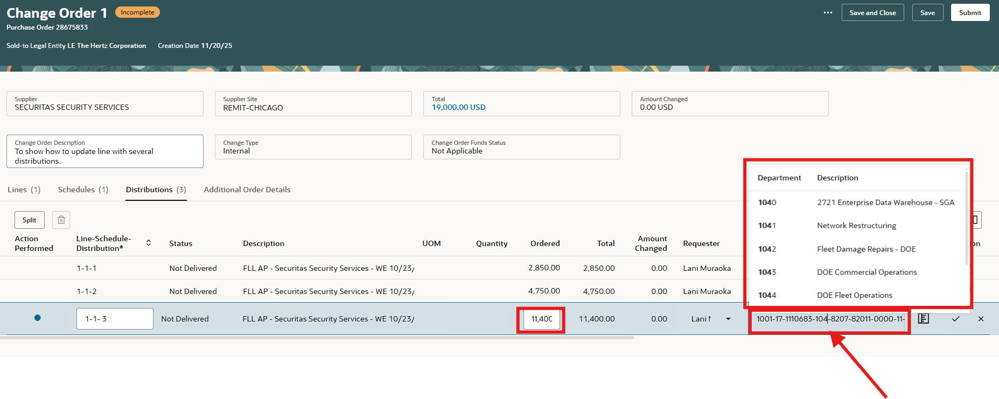 Change Order 1 Incomplete
... Save and Close Save Submit
Purchase Order 28675833
Sold-to Legal Entity LE The Hertz Corporation Creation Date 11/20/25
Supplier
SECURITAS SECURITY SERVICES
Supplier Site
REMIT-CHICAGO
Total
19,000.00 USD
Amount Changed
0.00 USD
Change Order Description
To show how to update line with several
distributions.
Change Type
Internal
Change Order Funds Status
Not Applicable
Department Description
1040 2721 Enterprise Data Warehouse - SGA
1041 Network Restructuring
1042 Fleet Damage Repairs - DOE
1043 DOE Commercial Operations
1044 DOE Fleet Operations
Lines (1) Schedules (1) Distributions (3) Additional Order Details
Split
Action Performed Line-Schedule-Distribution* Status Description UOM Quantity Ordered Total Amount Changed Requester on
1-1-1 Not Delivered FLL AP - Securitas Security Services - WE 10/23/ 2,850.00 2,850.00 0.00 Lani Muraoka
1-1-2 Not Delivered FLL AP - Securitas Security Services - WE 10/23/ 4,750.00 4,750.00 0.00 Lani Muraoka
1-1- 3 Not Delivered FLL AP - Securitas Security Services - WE 10/23/ 11,400 11,400.00 0.00 Lani 1001-17-1110683-104-8207-82011-0000-11-